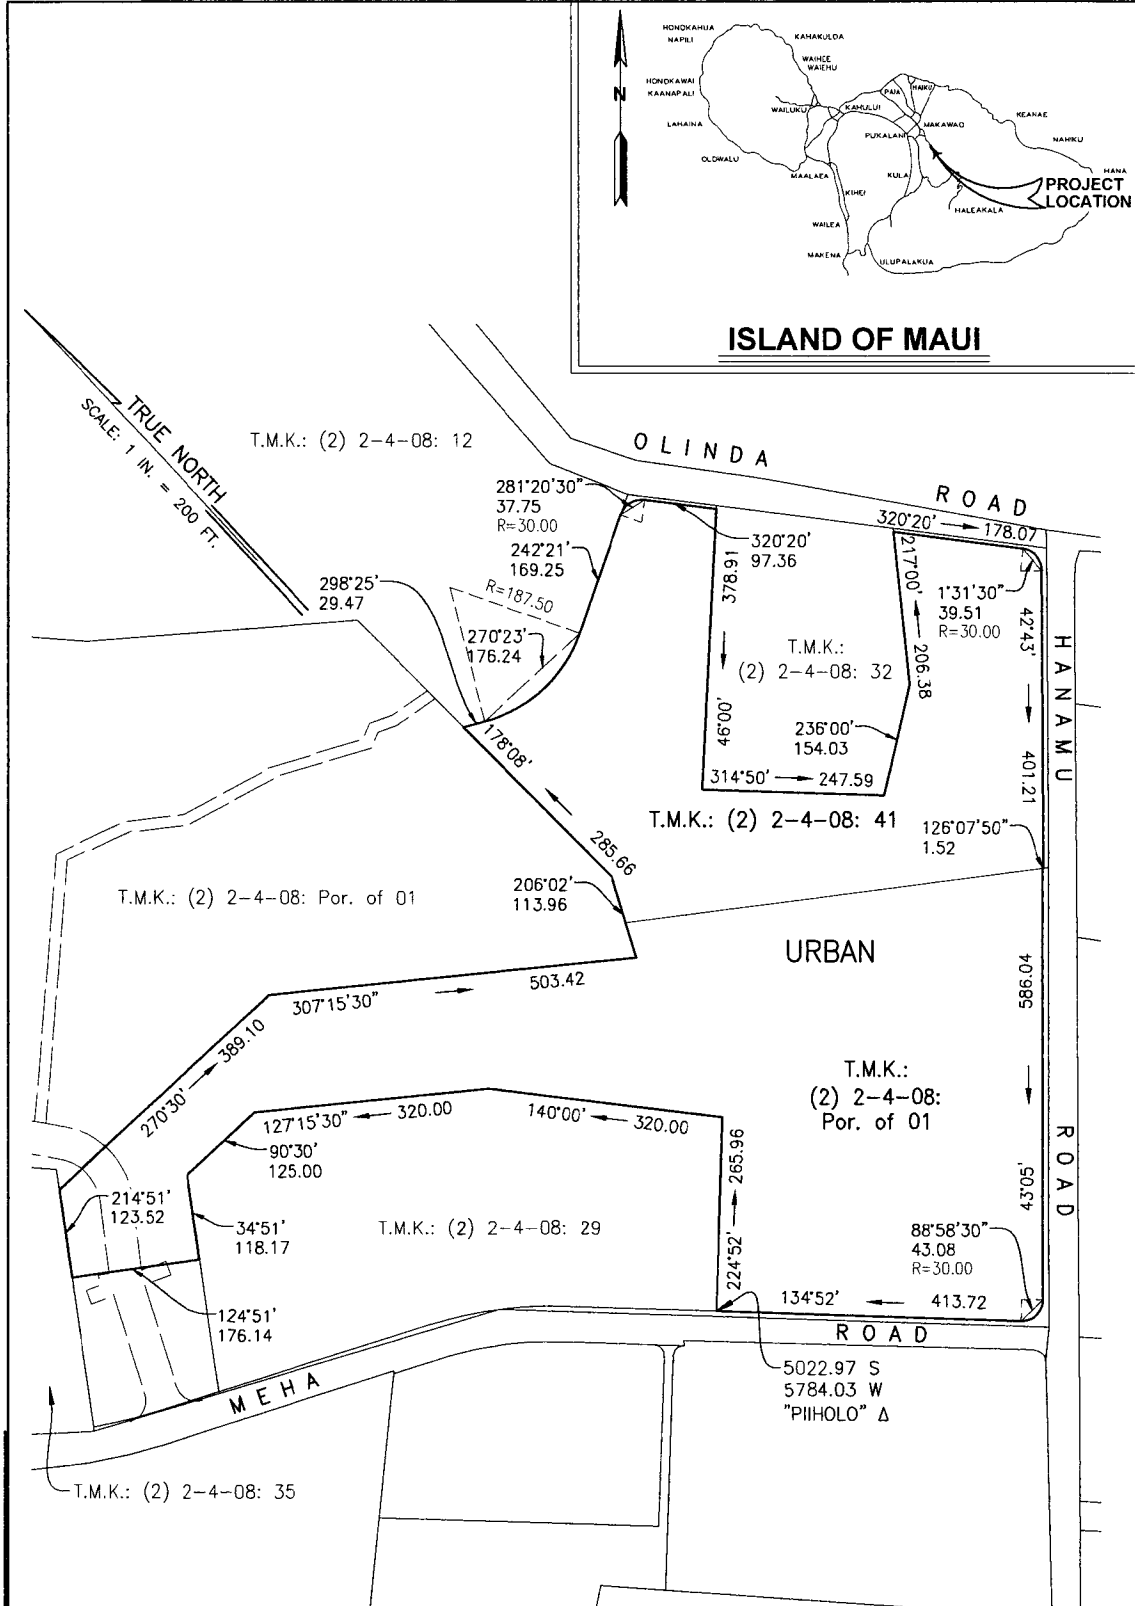 HONOKAHUA
NAPILI
KAHAKULOA
WAIHEE
WAIEHU
HONOKAWAI
KAANAPALI
N
WAILUKU
KAHULUI
PAIA
HAIKU
LAHAINA
MAKAWAO
KEANAE
PUKALANI
NAHIKU
OLOWALU
MAALAEA
KULA
HANA
KIHEI
PROJECT
LOCATION
HALEAKALA
WAILEA
MAKENA
ULUPALAKUA
ISLAND OF MAUI
TRUE NORTH
SCALE: 1 IN. = 200 FT.
T.M.K.: (2) 2-4-08: 12
OLINDA ROAD
281°20'30"
37.75
R=30.00
320°20' 178.07
320°20'
97.36
242°21'
169.25
298°25'
29.47
R=187.50
270°23'
176.24
378.91
46°00'
217°00'
206.38
1°31'30"
39.51
R=30.00
42°43'
401.21
HANAMU ROAD
T.M.K.:
(2) 2-4-08: 32
236°00'
154.03
178°08'
285.66
314°50' 247.59
T.M.K.: (2) 2-4-08: 41
126°07'50"
1.52
206°02'
113.96
T.M.K.: (2) 2-4-08: Por. of 01
URBAN
307°15'30" 503.42
586.04
43°05'
270°30' 389.10
T.M.K.:
(2) 2-4-08:
Por. of 01
127°15'30" 320.00
140°00' 320.00
90°30'
125.00
224°52' 265.96
214°51'
123.52
34°51'
118.17
T.M.K.: (2) 2-4-08: 29
88°58'30"
43.08
R=30.00
124°51'
176.14
134°52' 413.72
MEHA ROAD
5022.97 S
5784.03 W
"PIIHOLO" Δ
T.M.K.: (2) 2-4-08: 35